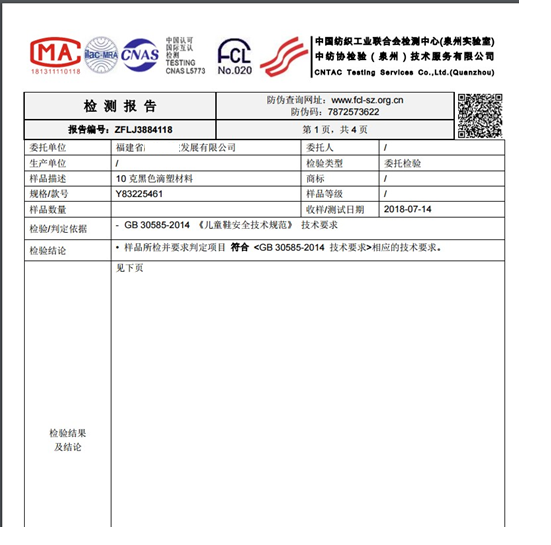 MA
181311110118
ilac-MRA
CNAS
中国认可
国际互认
检测
TESTING
CNAS L5773
FCL
No.020
中国纺织工业联合会检测中心(泉州实验室)
中纺协检验(泉州)技术服务有限公司
CNTAC Testing Services Co.,Ltd.(Quanzhou)
检 测 报 告
防伪查询网址：www.fcl-sz.org.cn
防伪码：7872573622
报告编号：ZFLJ3884118
第 1 页，共 4 页
委托单位 福建省 发展有限公司 委托人 /
生产单位 / 检验类型 委托检验
样品描述 10 克黑色滴塑材料 商标 /
规格/款号 Y83225461 样品等级 /
样品数量 收样/测试日期 2018-07-14
检验/判定依据 - GB 30585-2014 《儿童鞋安全技术规范》 技术要求
检验结论 • 样品所检并要求判定项目 符合 <GB 30585-2014 技术要求>相应的技术要求。
见下页
检验结果
及结论